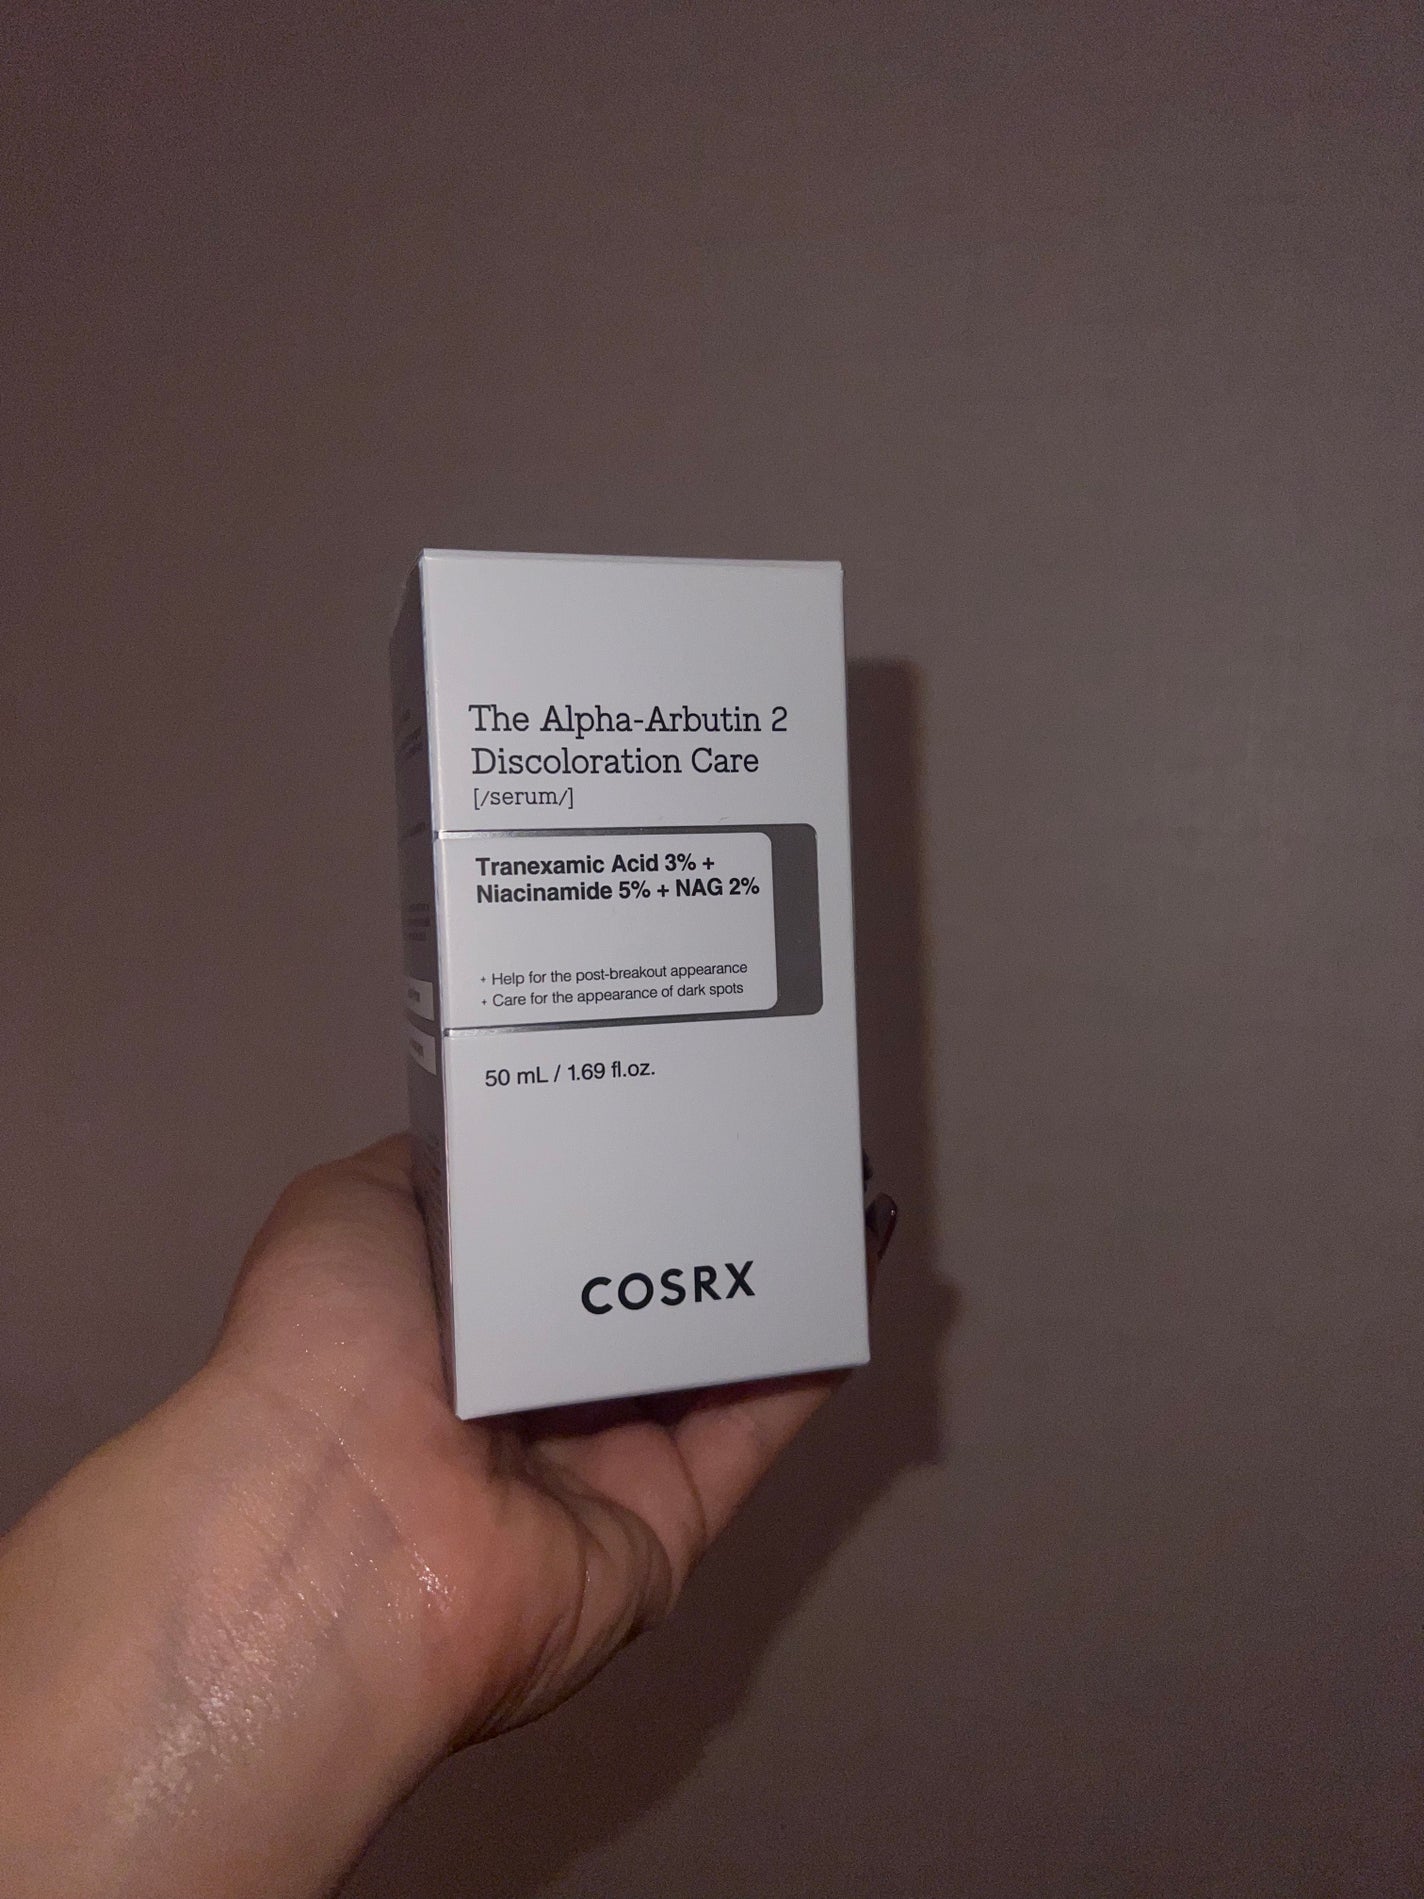 The Alpha-Arbutin 2
Discoloration Care
[/serum/]
Tranexamic Acid 3% +
Niacinamide 5% + NAG 2%
+ Help for the post-breakout appearance
+ Care for the appearance of dark spots
50 mL / 1.69 fl.oz.
COSRX